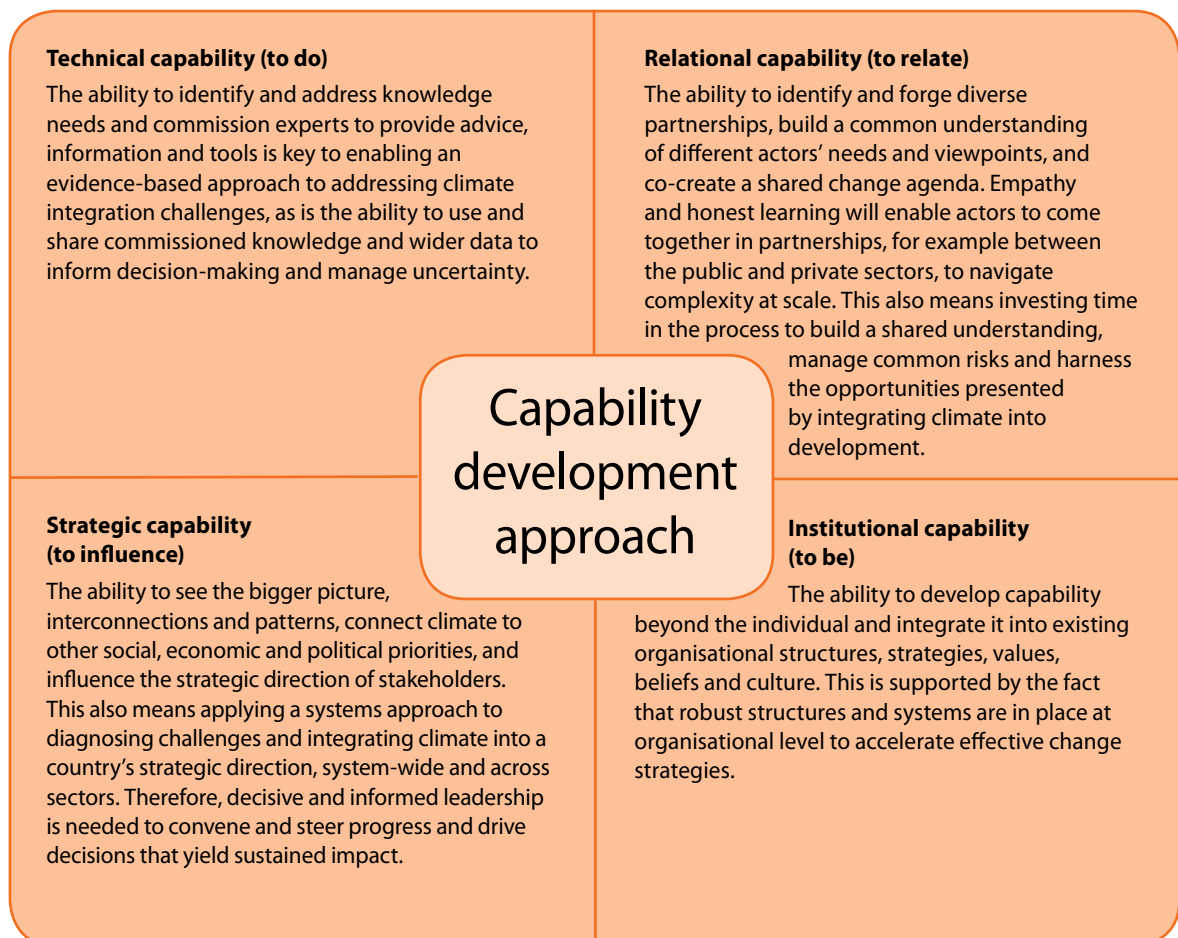 Technical capability (to do)
The ability to identify and address knowledge
needs and commission experts to provide advice,
information and tools is key to enabling an
evidence-based approach to addressing climate
integration challenges, as is the ability to use and
share commissioned knowledge and wider data to
inform decision-making and manage uncertainty.
Relational capability (to relate)
The ability to identify and forge diverse
partnerships, build a common understanding
of different actors’ needs and viewpoints, and
co-create a shared change agenda. Empathy
and honest learning will enable actors to come
together in partnerships, for example between
the public and private sectors, to navigate
complexity at scale. This also means investing time
in the process to build a shared understanding,
manage common risks and harness
the opportunities presented
by integrating climate into
development.
Capability
development
approach
Strategic capability
(to influence)
The ability to see the bigger picture,
interconnections and patterns, connect climate to
other social, economic and political priorities, and
influence the strategic direction of stakeholders.
This also means applying a systems approach to
diagnosing challenges and integrating climate into a
country’s strategic direction, system-wide and across
sectors. Therefore, decisive and informed leadership
is needed to convene and steer progress and drive
decisions that yield sustained impact.
Institutional capability
(to be)
The ability to develop capability
beyond the individual and integrate it into existing
organisational structures, strategies, values,
beliefs and culture. This is supported by the fact
that robust structures and systems are in place at
organisational level to accelerate effective change
strategies.